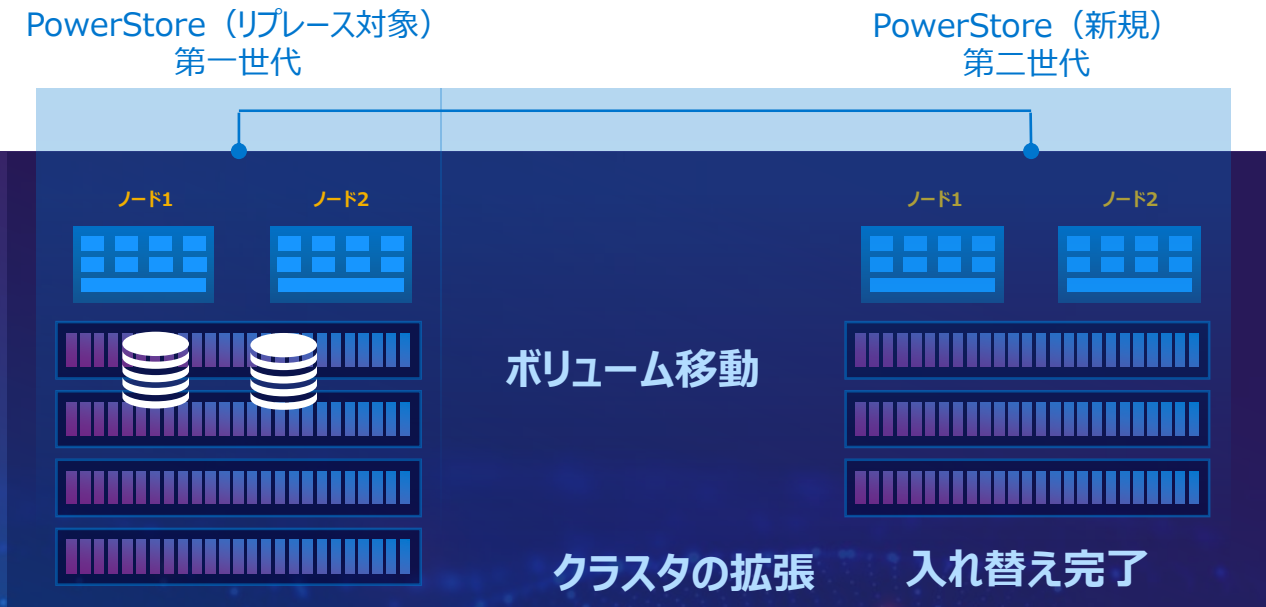 PowerStore（リプレース対象）
第一世代
PowerStore（新規）
第二世代
ノード1
ノード2
ノード1
ノード2
ボリューム移動
クラスタの拡張
入れ替え完了